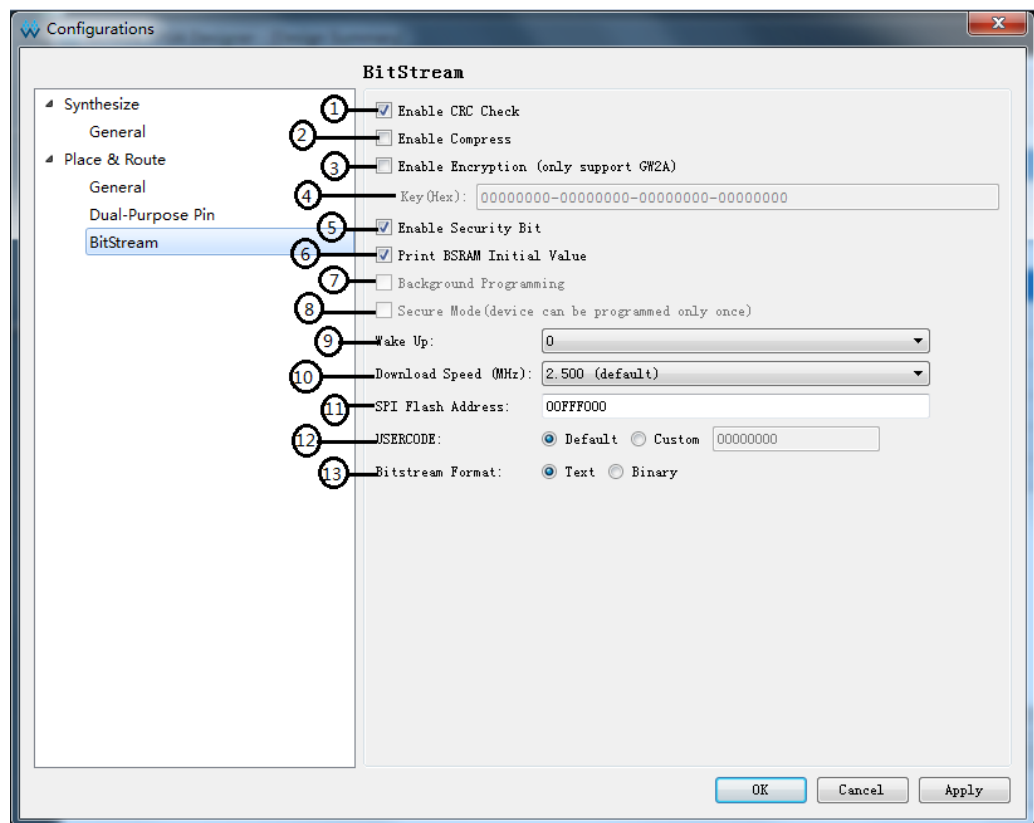 Configurations
BitStream
Synthesize
General
Place & Route
General
Dual-Purpose Pin
BitStream
1 Enable CRC Check
2 Enable Compress
3 Enable Encryption (only support GW2A)
4 Key(Hex): 00000000-00000000-00000000-00000000
5 Enable Security Bit
6 Print BSRAM Initial Value
7 Background Programming
8 Secure Mode(device can be programmed only once)
9 Wake Up: 0
10 Download Speed (MHz): 2.500 (default)
11 SPI Flash Address: 00FFF000
12 USERCODE: Default Custom 00000000
13 Bitstream Format: Text Binary
OK Cancel Apply